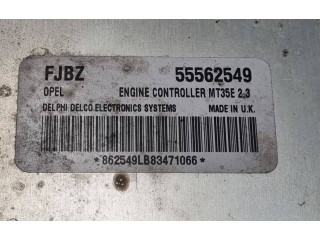 FJBZ 55562549
OPEL ENGINE CONTROLLER MT35E 2.3
DELPHI DELCO ELECTRONICS SYSTEMS MADE IN U.K.
*862549LB83471066*